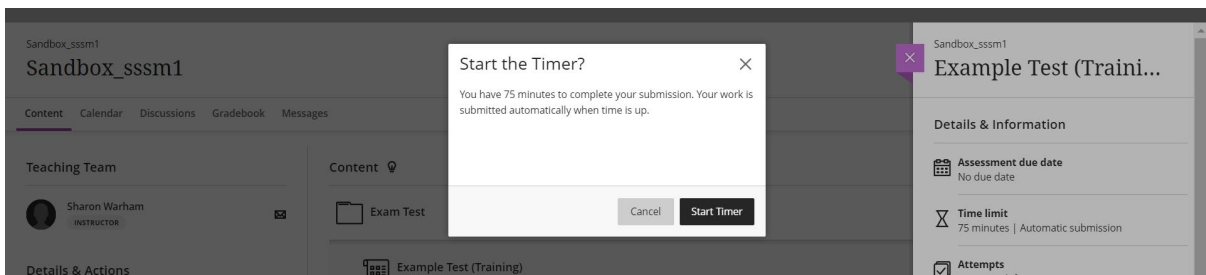 Sandbox_sssm1
Sandbox_sssm1
Content Calendar Discussions Gradebook Messages
Teaching Team
Sharon Warham
INSTRUCTOR
Details & Actions
Content
Exam Test
Example Test (Training)
Start the Timer?
You have 75 minutes to complete your submission. Your work is
submitted automatically when time is up.
Cancel Start Timer
Sandbox_sssm1
Example Test (Traini...
Details & Information
Assessment due date
No due date
Time limit
75 minutes | Automatic submission
Attempts